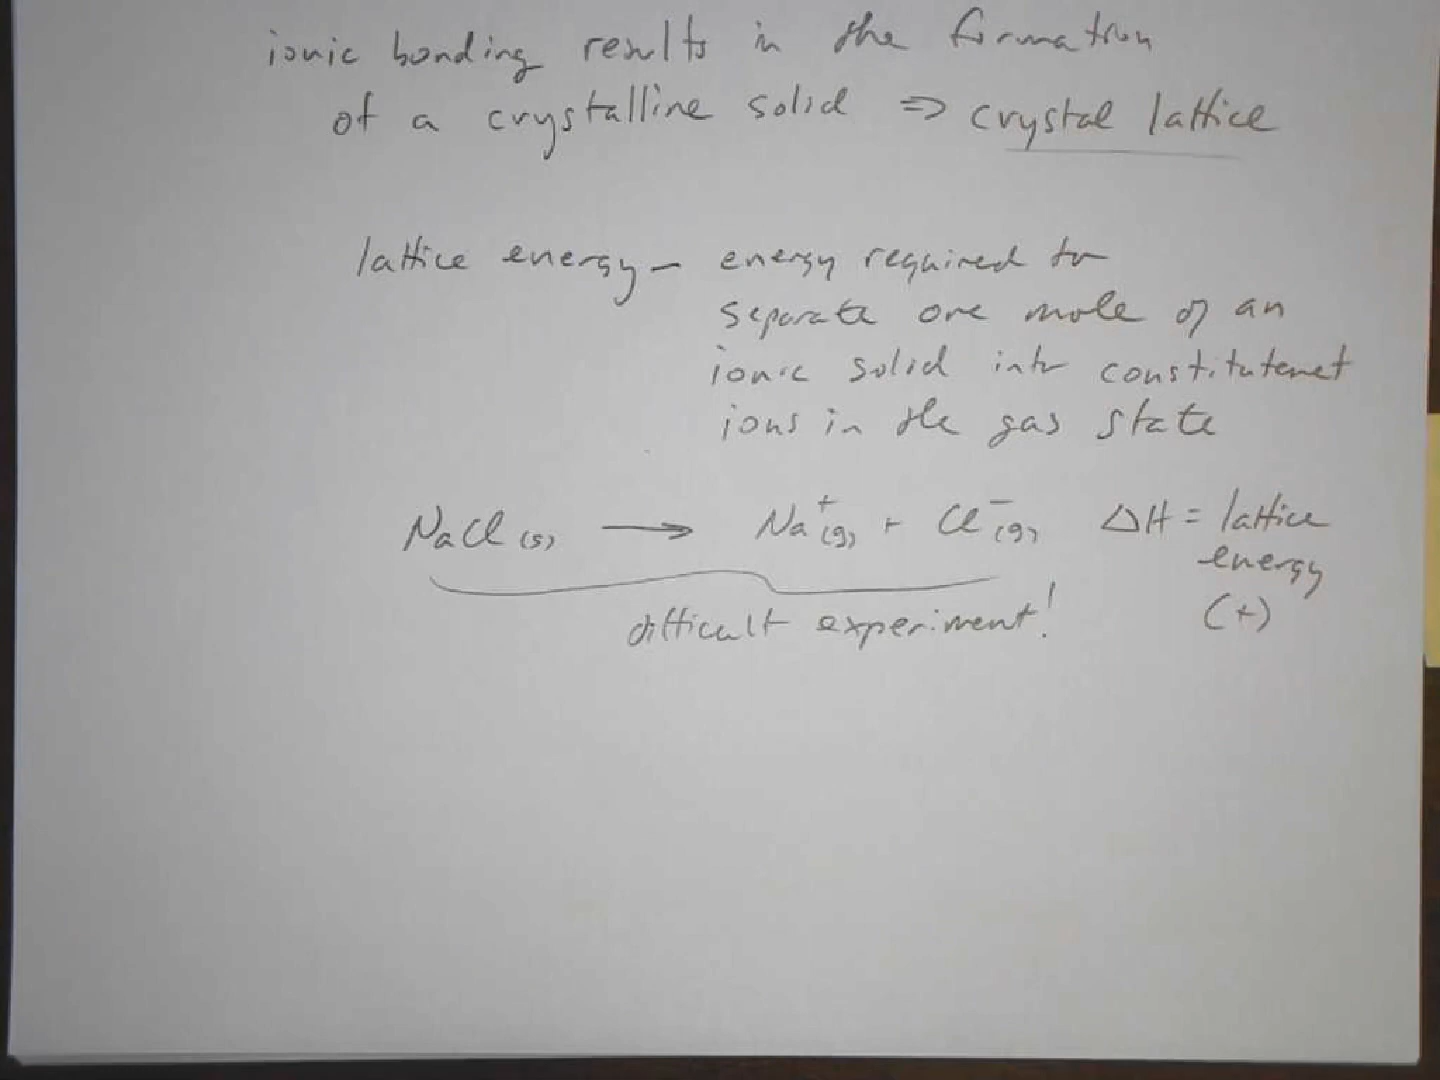 ionic bonding results in the formation
of a crystalline solid ⇒ crystal lattice
lattice energy – energy required to
separate one mole of an
ionic solid into constitutenet
ions in the gas state
NaCl(s) ⟶ Na⁺(g) + Cl⁻(g) ΔH = lattice
energy
(+)
difficult experiment!